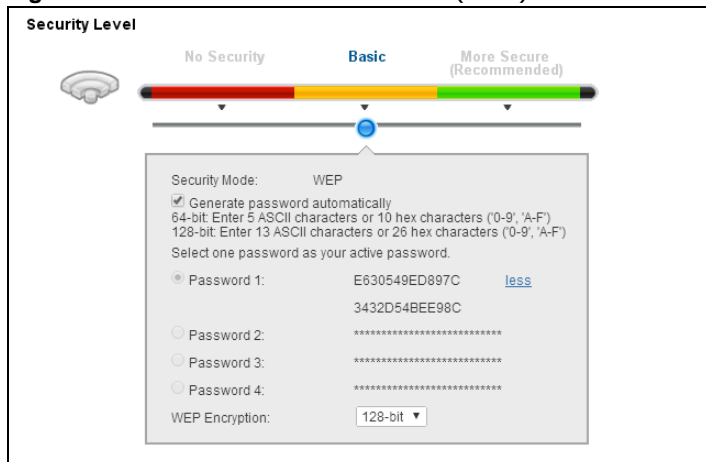 Security Level
No Security
Basic
More Secure
(Recommended)
Security Mode: WEP
Generate password automatically
64-bit: Enter 5 ASCII characters or 10 hex characters ('0-9', 'A-F')
128-bit: Enter 13 ASCII characters or 26 hex characters ('0-9', 'A-F')
Select one password as your active password.
Password 1: E630549ED897C less
3432D54BEE98C
Password 2: **************************
Password 3: **************************
Password 4: **************************
WEP Encryption: 128-bit